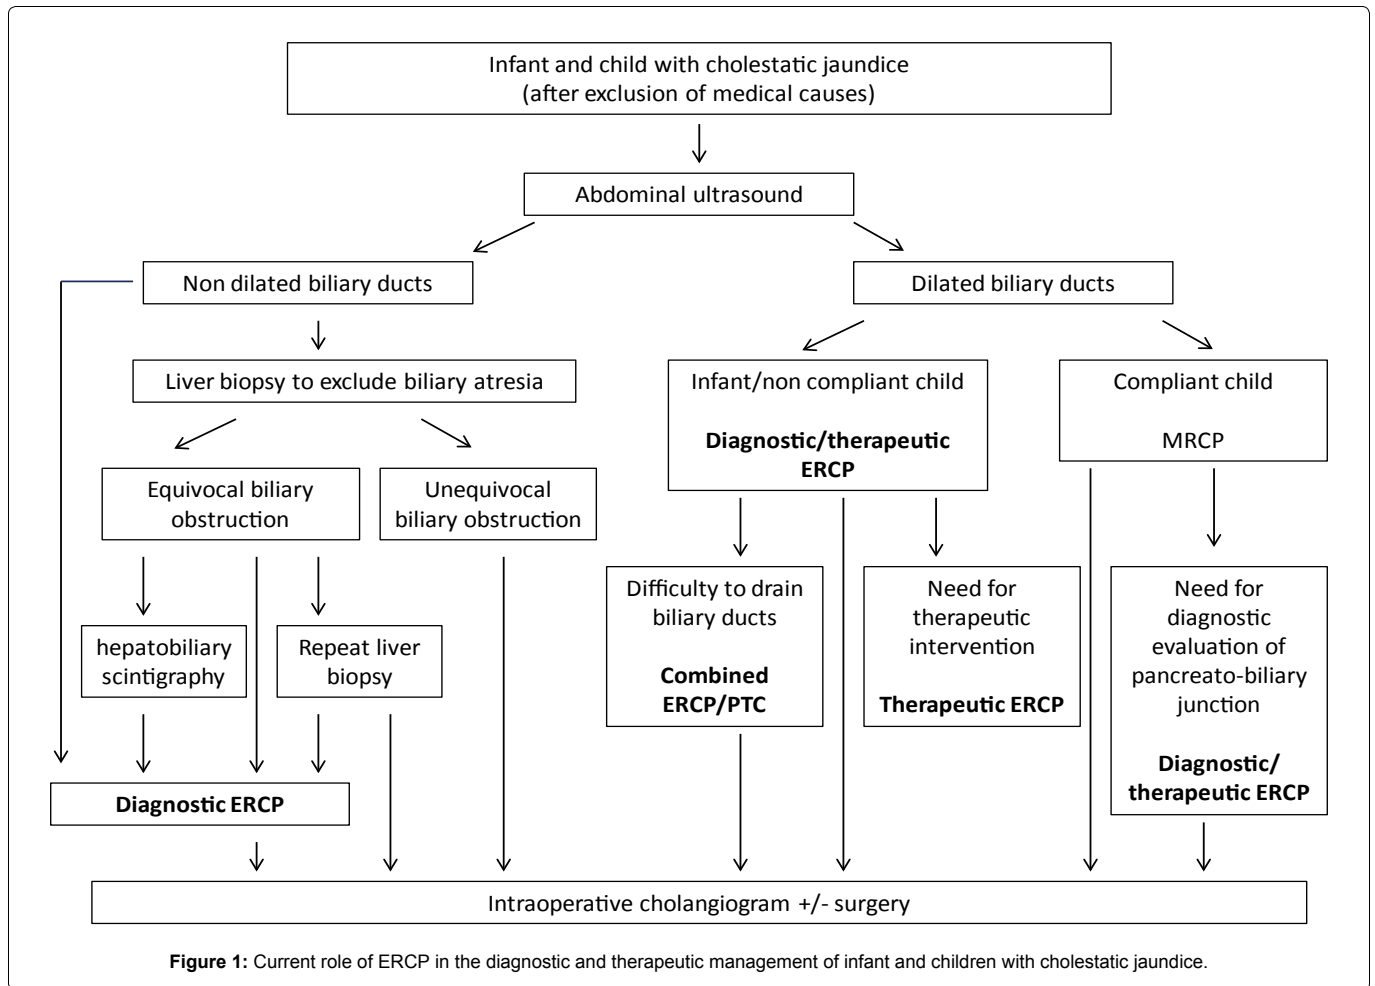 Infant and child with cholestatic jaundice
(after exclusion of medical causes)
Abdominal ultrasound
Non dilated biliary ducts
Dilated biliary ducts
Liver biopsy to exclude biliary atresia
Infant/non compliant child
Diagnostic/therapeutic
ERCP
Compliant child
MRCP
Equivocal biliary
obstruction
Unequivocal
biliary obstruction
Difficulty to drain
biliary ducts
Combined
ERCP/PTC
Need for
therapeutic
intervention
Therapeutic ERCP
Need for
diagnostic
evaluation of
pancreato-biliary
junction
Diagnostic/
therapeutic ERCP
hepatobiliary
scintigraphy
Repeat liver
biopsy
Diagnostic ERCP
Intraoperative cholangiogram +/- surgery
Figure 1: Current role of ERCP in the diagnostic and therapeutic management of infant and children with cholestatic jaundice.